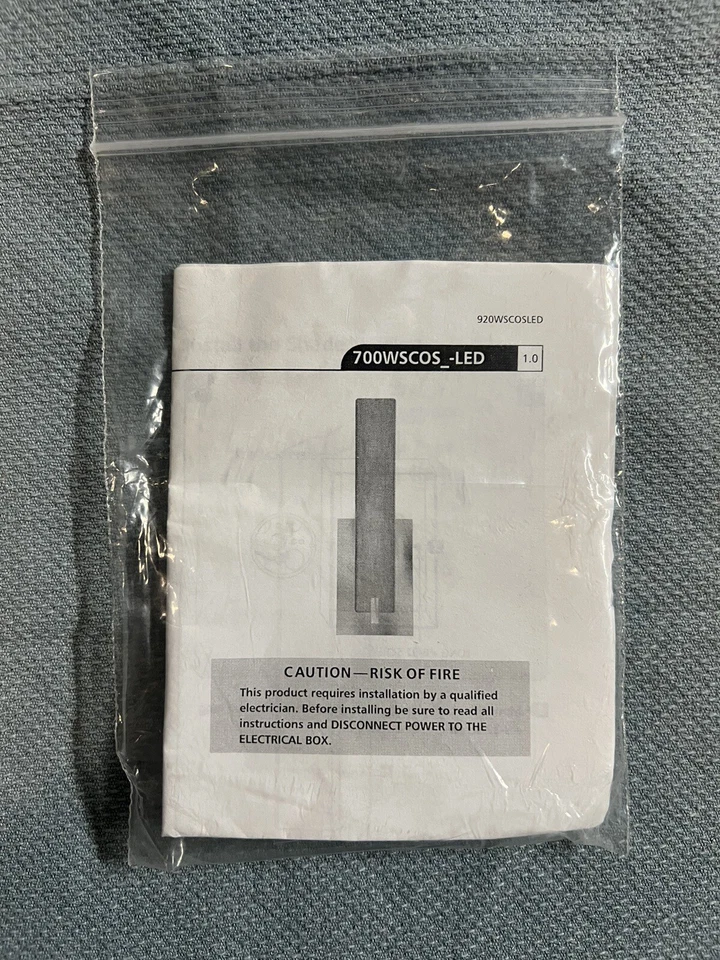 920WSCOSLED
700WSCOS_-LED 1.0
CAUTION—RISK OF FIRE
This product requires installation by a qualified
electrician. Before installing be sure to read all
instructions and DISCONNECT POWER TO THE
ELECTRICAL BOX.